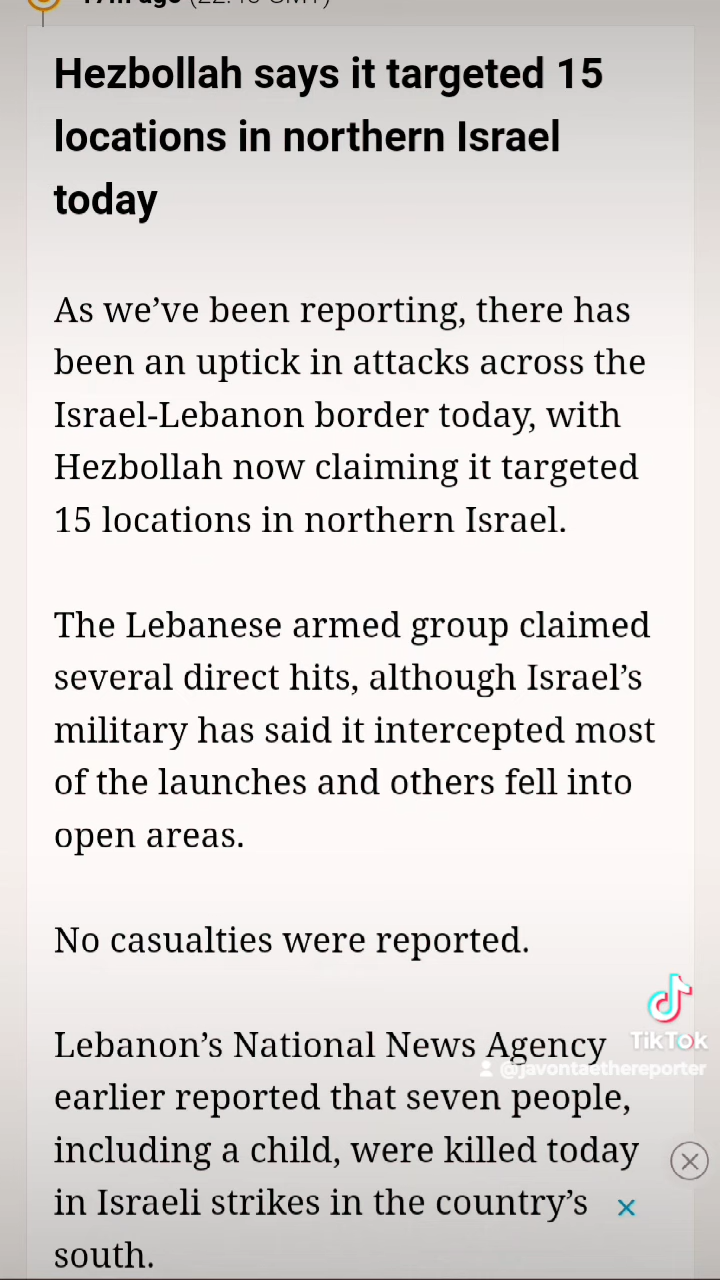 Hezbollah says it targeted 15
locations in northern Israel
today
As we’ve been reporting, there has
been an uptick in attacks across the
Israel-Lebanon border today, with
Hezbollah now claiming it targeted
15 locations in northern Israel.
The Lebanese armed group claimed
several direct hits, although Israel’s
military has said it intercepted most
of the launches and others fell into
open areas.
No casualties were reported.
TikTok
Lebanon’s National News Agency
@javontaethereporter
earlier reported that seven people,
including a child, were killed today
in Israeli strikes in the country’s
south.